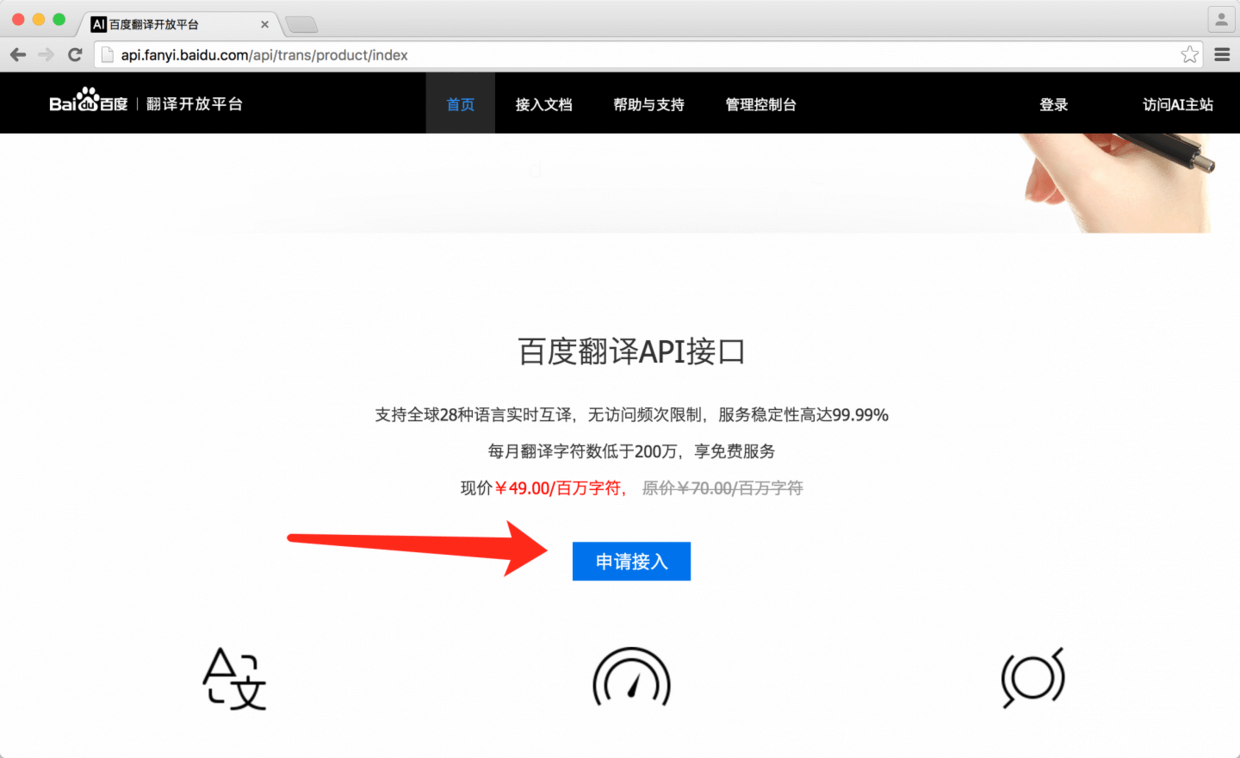 AI 百度翻译开放平台
api.fanyi.baidu.com/api/trans/product/index
Bai du 百度 | 翻译开放平台 首页 接入文档 帮助与支持 管理控制台 登录 访问AI主站
百度翻译API接口
支持全球28种语言实时互译，无访问频次限制，服务稳定性高达99.99%
每月翻译字符数低于200万，享免费服务
现价￥49.00/百万字符， 原价￥70.00/百万字符
申请接入
A 文